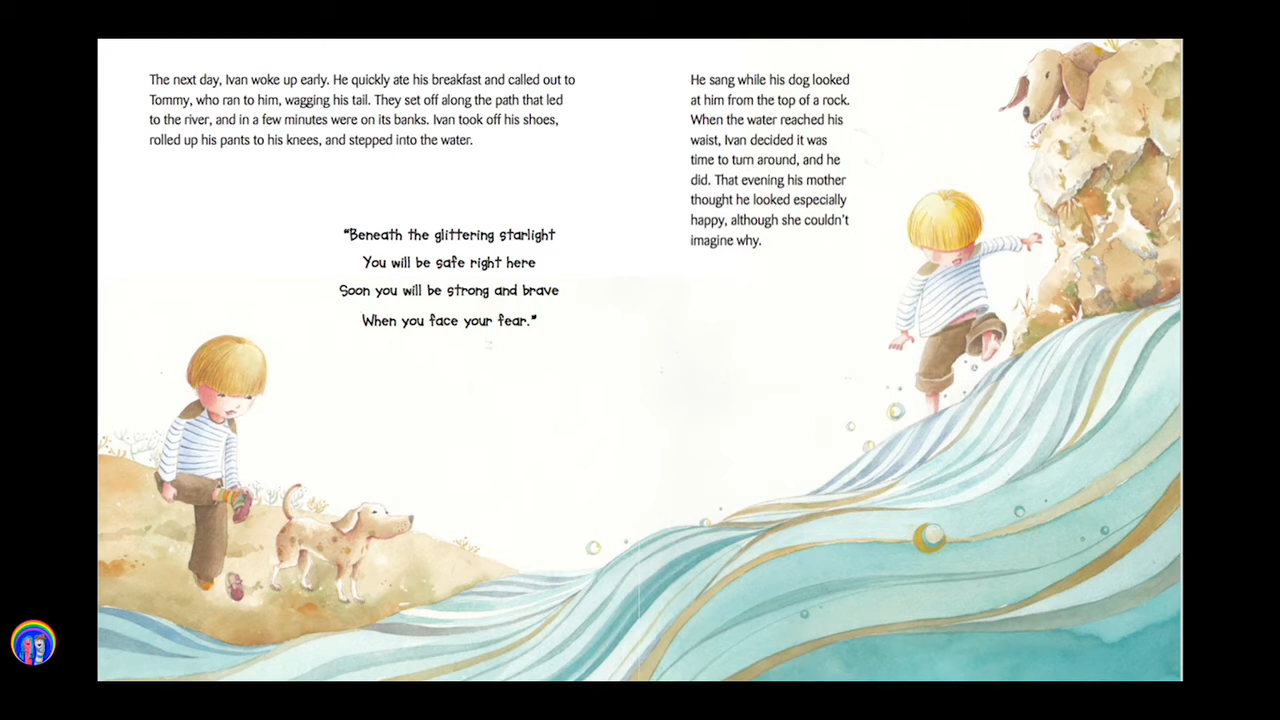 The next day, Ivan woke up early. He quickly ate his breakfast and called out to
Tommy, who ran to him, wagging his tail. They set off along the path that led
to the river, and in a few minutes were on its banks. Ivan took off his shoes,
rolled up his pants to his knees, and stepped into the water.
"Beneath the glittering starlight
You will be safe right here
Soon you will be strong and brave
When you face your fear."
He sang while his dog looked
at him from the top of a rock.
When the water reached his
waist, Ivan decided it was
time to turn around, and he
did. That evening his mother
thought he looked especially
happy, although she couldn't
imagine why.